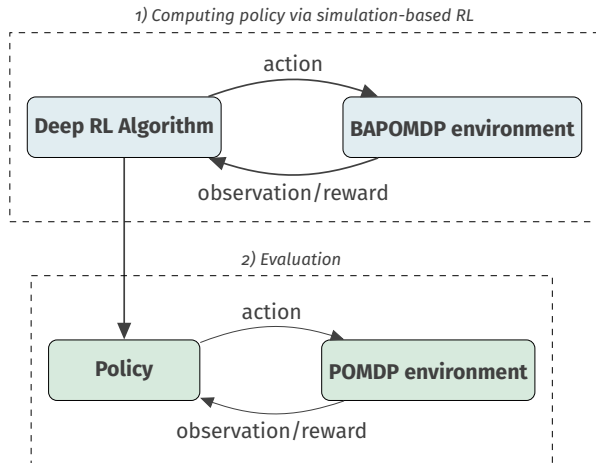 1) Computing policy via simulation-based RL
action
Deep RL Algorithm
BAPOMDP environment
observation/reward
2) Evaluation
action
Policy
POMDP environment
observation/reward